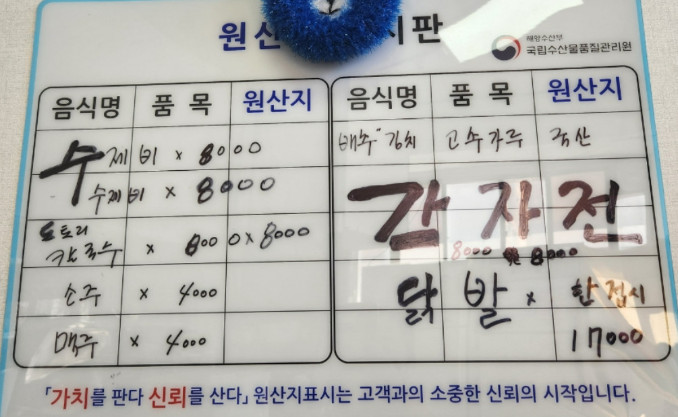 원산 시판
해양수산부
국립수산물품질관리원
음식명 품목 원산지
수제비 x 8000
수제비 x 8000
도토리
칼국수 x 8000 x 8000
소주 x 4000
맥주 x 4000
음식명 품목 원산지
배추김치 고추가루 국산
감자전
8000 8000
닭발 x 한접시
17000
「가치를 판다 신뢰를 산다」 원산지표시는 고객과의 소중한 신뢰의 시작입니다.